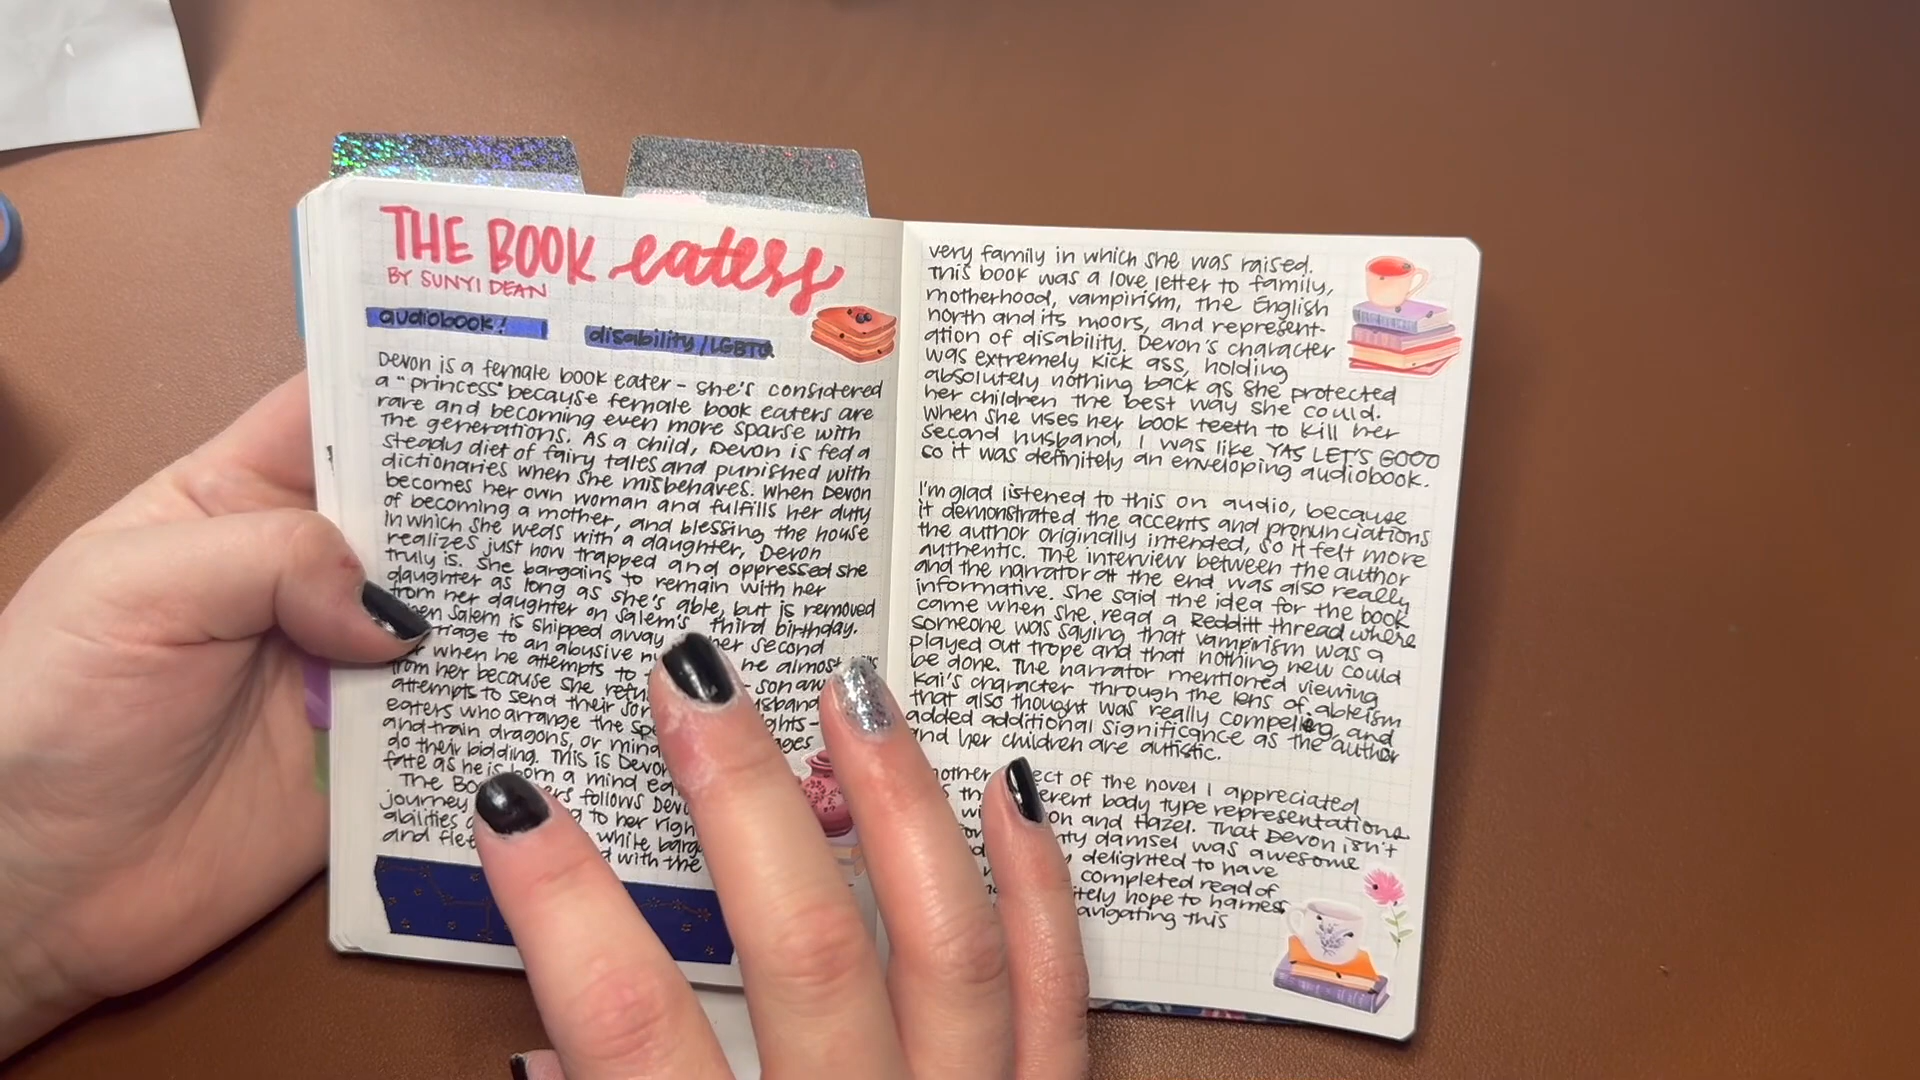 THE BOOK eaters
BY SUNYI DEAN
audiobook!
disability/LGBTQ
Devon is a female book eater - she's considered
a "princess" because female book eaters are
rare and becoming even more sparse with
the generations. As a child, Devon is fed a
steady diet of fairy tales and punished with
dictionaries when she misbehaves. When Devon
becomes her own woman and fulfills her duty
of becoming a mother, and blessing the house
in which she weds with a daughter, Devon
realizes just how trapped and oppressed she
truly is. She bargains to remain with her
daughter as long as she's able, but is removed
from her daughter on Salem's third birthday.
Salem is shipped away her second
to an abusive
when he attempts to he almost
from her because she son
attempts to send their
eaters who arrange the
and train dragons, or mind
do their bidding. This is Devon
fate as he is born a mind
The follows
journey to her
abilities while
and with the
very family in which she was raised.
This book was a love letter to family,
motherhood, vampirism, the English
north and its moors, and represent-
ation of disability. Devon's character
was extremely kick ass, holding
absolutely nothing back as she protected
her children the best way she could.
When she uses her book teeth to kill her
second husband, I was like YAS LET'S GOOO
so it was definitely an enveloping audiobook.
I'm glad listened to this on audio, because
it demonstrated the accents and pronunciations
the author originally intended, so it felt more
authentic. The interview between the author
and the narrator at the end was also really
informative. She said the idea for the book
came when she read a Redditt thread where
someone was saying that vampirism was a
played out trope and that nothing new could
be done. The narrator mentioned viewing
Kai's character through the lens of ableism
that also thought was really compelling, and
added additional significance as the author
and her children are autistic.
of the novel I appreciated
body type representations
and Hazel. That Devon isn't
damsel was awesome
delighted to have
completed read of
hope to harness
this